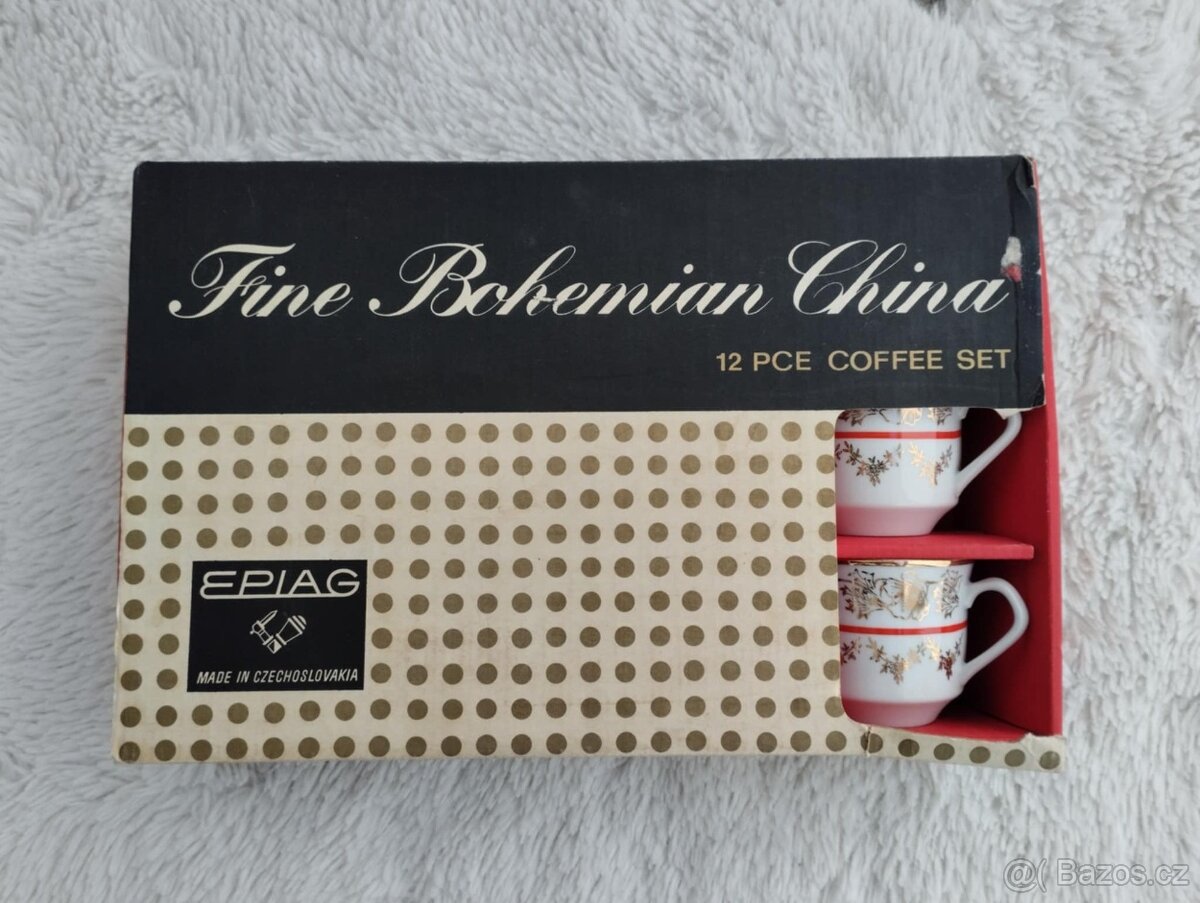 Fine Bohemian China
12 PCE COFFEE SET
EPIAG
MADE IN CZECHOSLOVAKIA
@( Bazos.cz